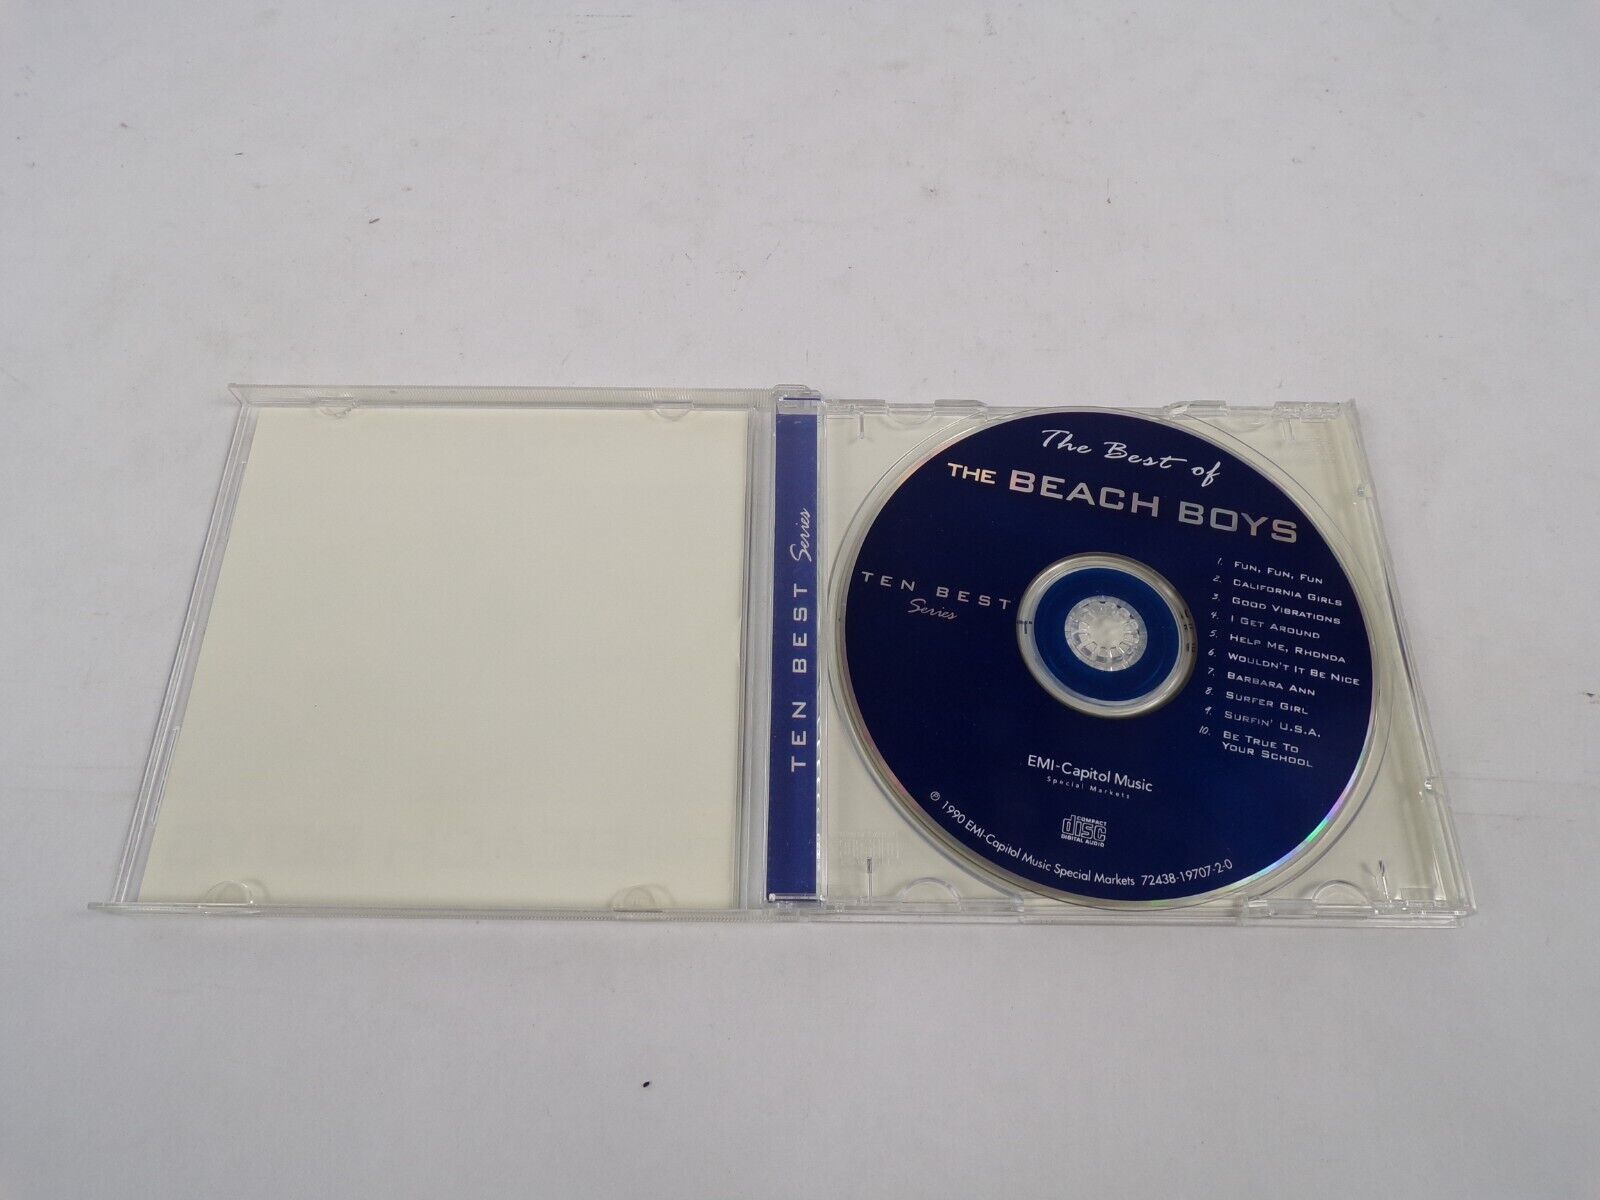 TEN BEST Series
The Best of
THE BEACH BOYS
TEN BEST
Series
1. FUN, FUN, FUN
2. CALIFORNIA GIRLS
3. GOOD VIBRATIONS
4. I GET AROUND
5. HELP ME, RHONDA
6. WOULDN'T IT BE NICE
7. BARBARA ANN
8. SURFER GIRL
9. SURFIN' U.S.A.
10. BE TRUE TO
YOUR SCHOOL
EMI-Capitol Music
Special Markets
COMPACT
disc
DIGITAL AUDIO
℗ 1990 EMI-Capitol Music Special Markets 72438-19707-2-0